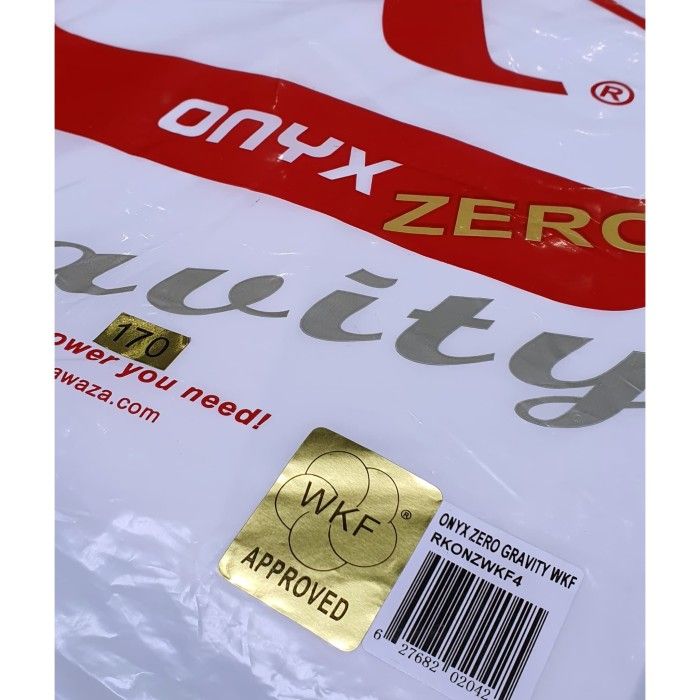 ®
ONYX ZERO
avity
170
ower you need!
awaza.com
WKF
®
APPROVED
ONYX ZERO GRAVITY WKF
RKONZWKF4
6 27682 02042